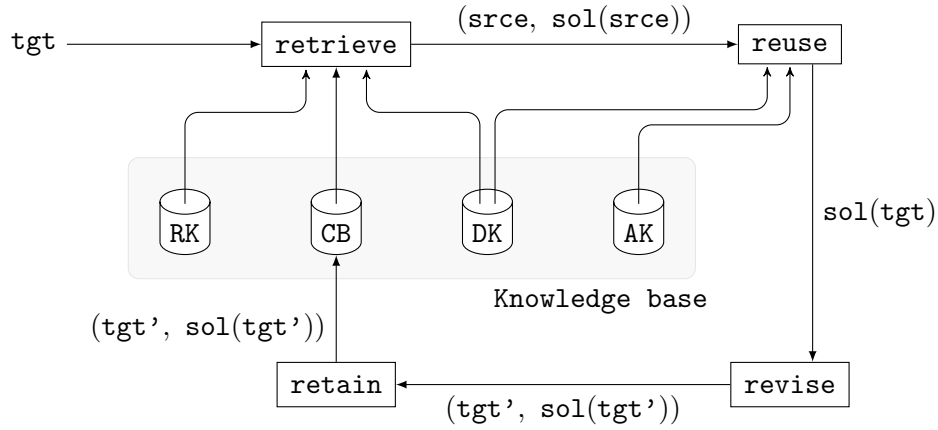 (srce, sol(srce))
tgt
retrieve
reuse
RK
CB
DK
AK
sol(tgt)
Knowledge base
(tgt', sol(tgt'))
retain
revise
(tgt', sol(tgt'))